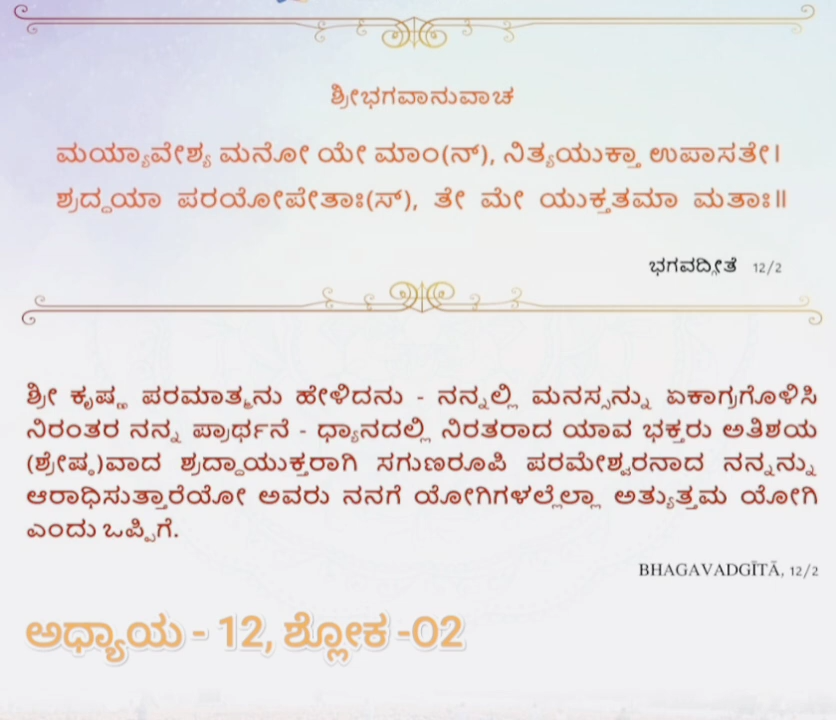 ಶ್ರೀಭಗವಾನುವಾಚ
ಮಯ್ಯಾವೇಶ್ಯ ಮನೋ ಯೇ ಮಾಂ(ನ್), ನಿತ್ಯಯುಕ್ತಾ ಉಪಾಸತೇ।
ಶ್ರದ್ಧಯಾ ಪರಯೋಪೇತಾಃ(ಸ್), ತೇ ಮೇ ಯುಕ್ತತಮಾ ಮತಾಃ॥
ಭಗವದ್ಗೀತೆ 12/2
ಶ್ರೀ ಕೃಷ್ಣ ಪರಮಾತ್ಮನು ಹೇಳಿದನು - ನನ್ನಲ್ಲಿ ಮನಸ್ಸನ್ನು ಏಕಾಗ್ರಗೊಳಿಸಿ
ನಿರಂತರ ನನ್ನ ಪ್ರಾರ್ಥನೆ - ಧ್ಯಾನದಲ್ಲಿ ನಿರತರಾದ ಯಾವ ಭಕ್ತರು ಅತಿಶಯ
(ಶ್ರೇಷ್ಠ)ವಾದ ಶ್ರದ್ಧಾಯುಕ್ತರಾಗಿ ಸಗುಣರೂಪಿ ಪರಮೇಶ್ವರನಾದ ನನ್ನನ್ನು
ಆರಾಧಿಸುತ್ತಾರೆಯೋ ಅವರು ನನಗೆ ಯೋಗಿಗಳಲ್ಲೆಲ್ಲಾ ಅತ್ಯುತ್ತಮ ಯೋಗಿ
ಎಂದು ಒಪ್ಪಿಗೆ.
BHAGAVADGĪTĀ, 12/2
ಅಧ್ಯಾಯ - 12, ಶ್ಲೋಕ -02